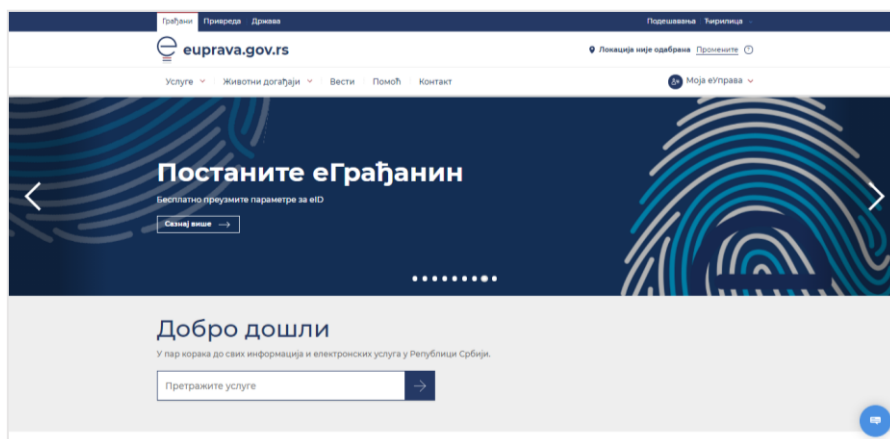 Грађани Привреда Држава Подешавања Ћирилица
euprava.gov.rs
Локација није одабрана Промените
Услуге Животни догађаји Вести Помоћ Контакт Моја еУправа
Постаните еГрађанин
Бесплатно преузмите параметре за eID
Сазнај више
Добро дошли
У пар корака до свих информација и електронских услуга у Републици Србији.
Претражите услуге